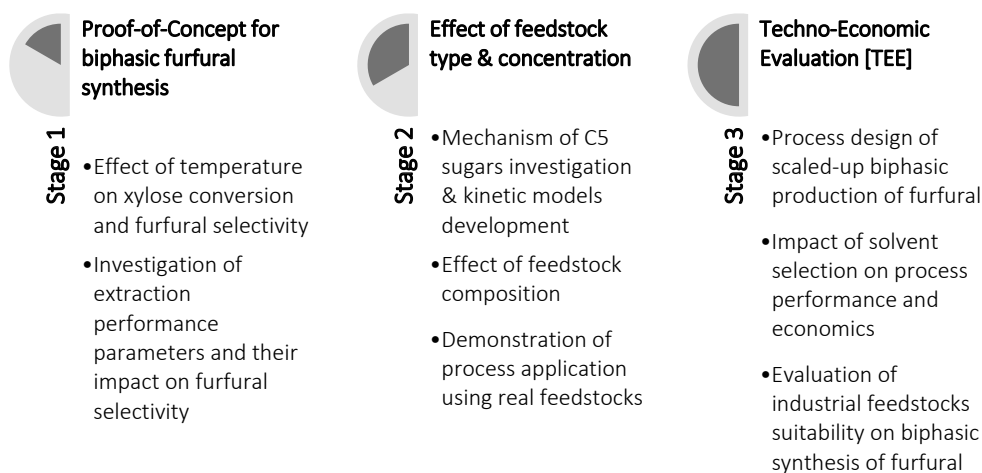 Proof-of-Concept for
biphasic furfural
synthesis
Stage 1
•Effect of temperature
on xylose conversion
and furfural selectivity
•Investigation of
extraction
performance
parameters and their
impact on furfural
selectivity
Effect of feedstock
type & concentration
Stage 2
•Mechanism of C5
sugars investigation
& kinetic models
development
•Effect of feedstock
composition
•Demonstration of
process application
using real feedstocks
Techno-Economic
Evaluation [TEE]
Stage 3
•Process design of
scaled-up biphasic
production of furfural
•Impact of solvent
selection on process
performance and
economics
•Evaluation of
industrial feedstocks
suitability on biphasic
synthesis of furfural